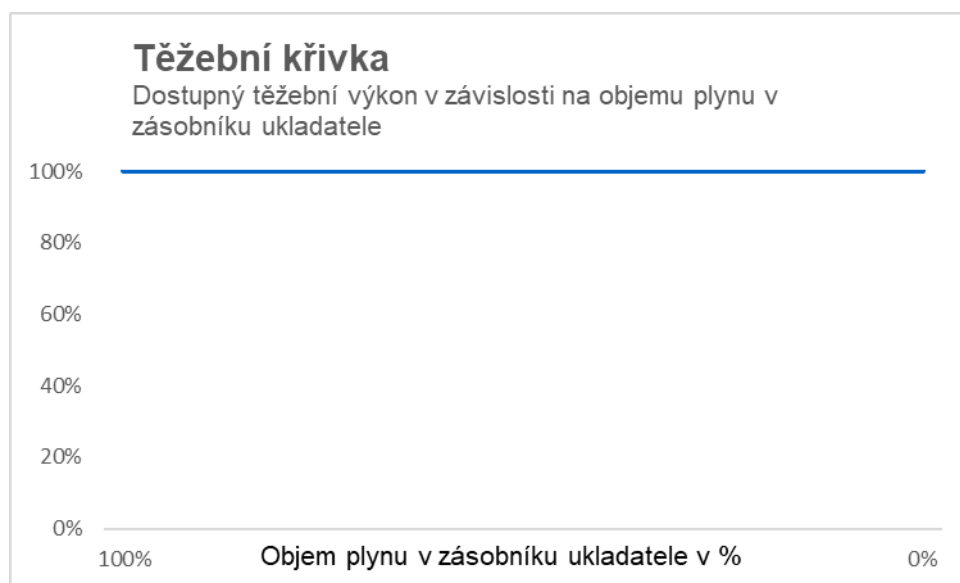 Těžební křivka
Dostupný těžební výkon v závislosti na objemu plynu v
zásobníku ukladatele
100%
80%
60%
40%
20%
0%
100%
Objem plynu v zásobníku ukladatele v %
0%